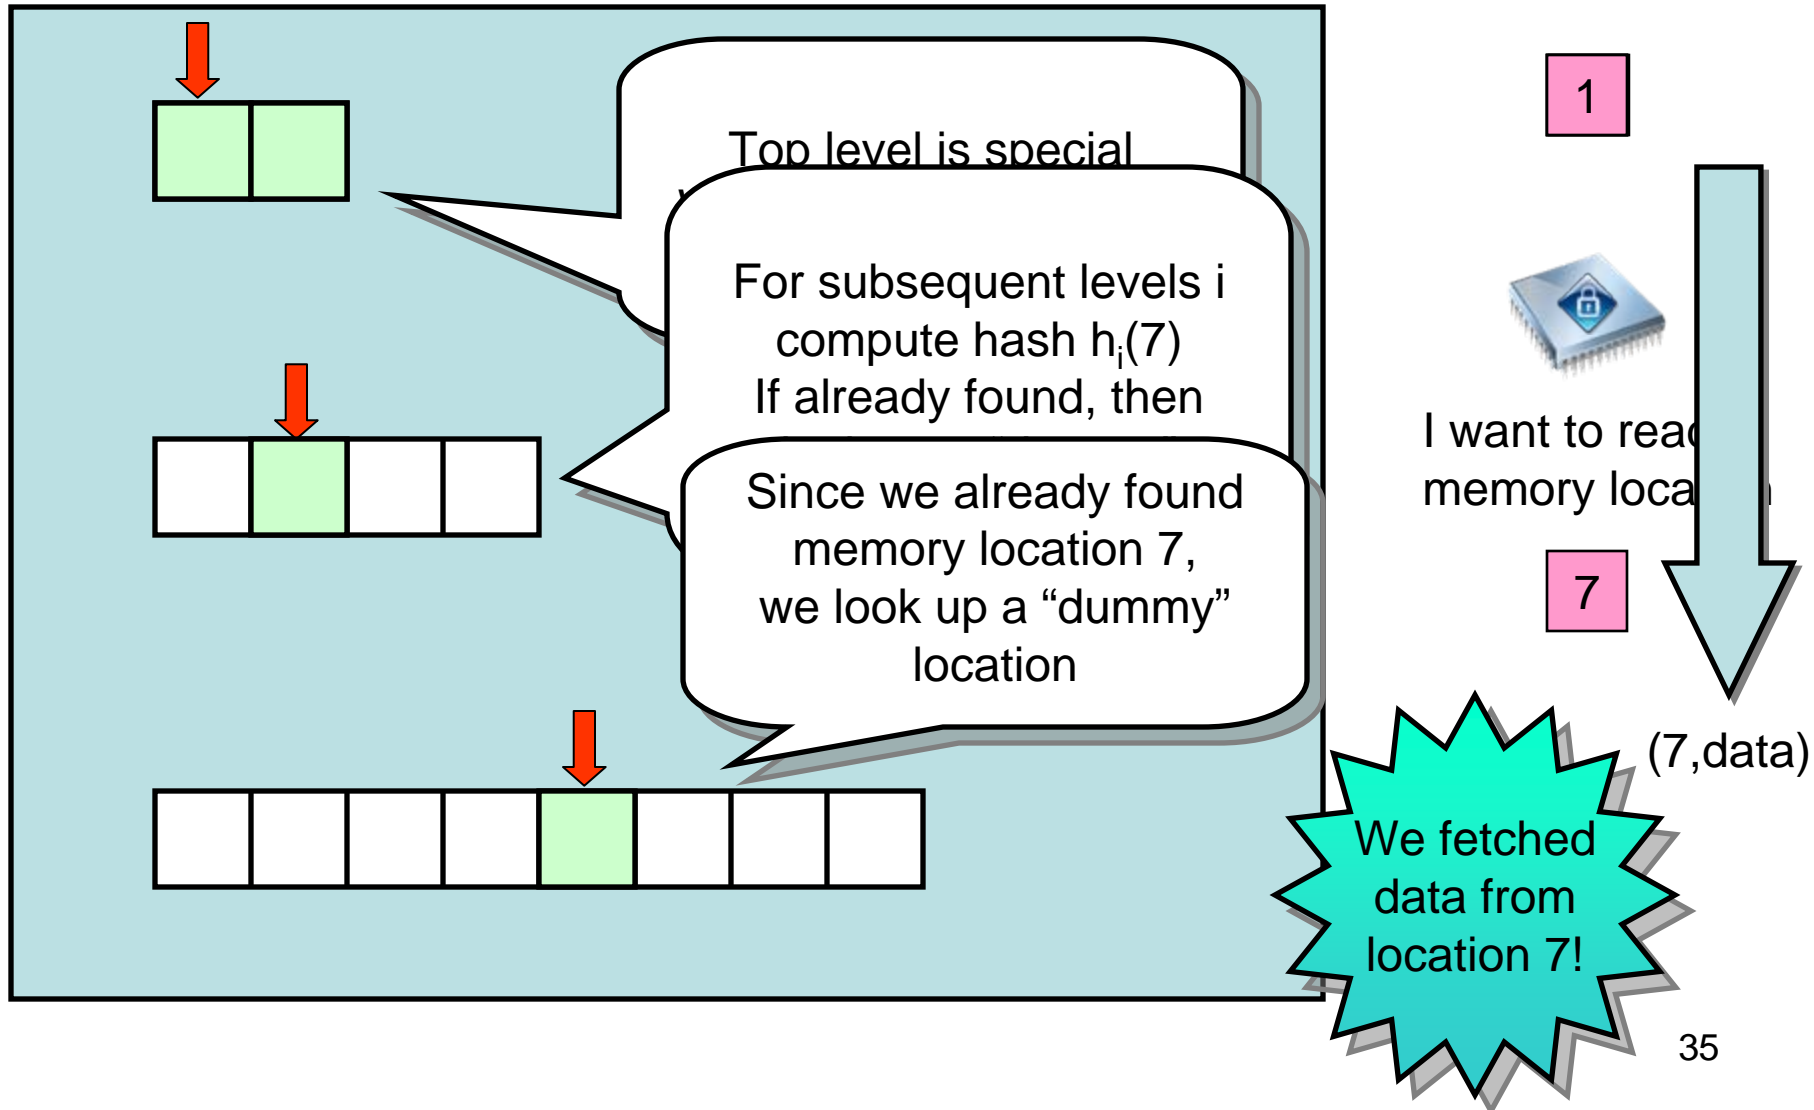 Top level is special
For subsequent levels i
compute hash hᵢ(7)
If already found, then
Since we already found
memory location 7,
we look up a “dummy”
location
1
I want to read
memory
7
(7,data)
We fetched
data from
location 7!
35